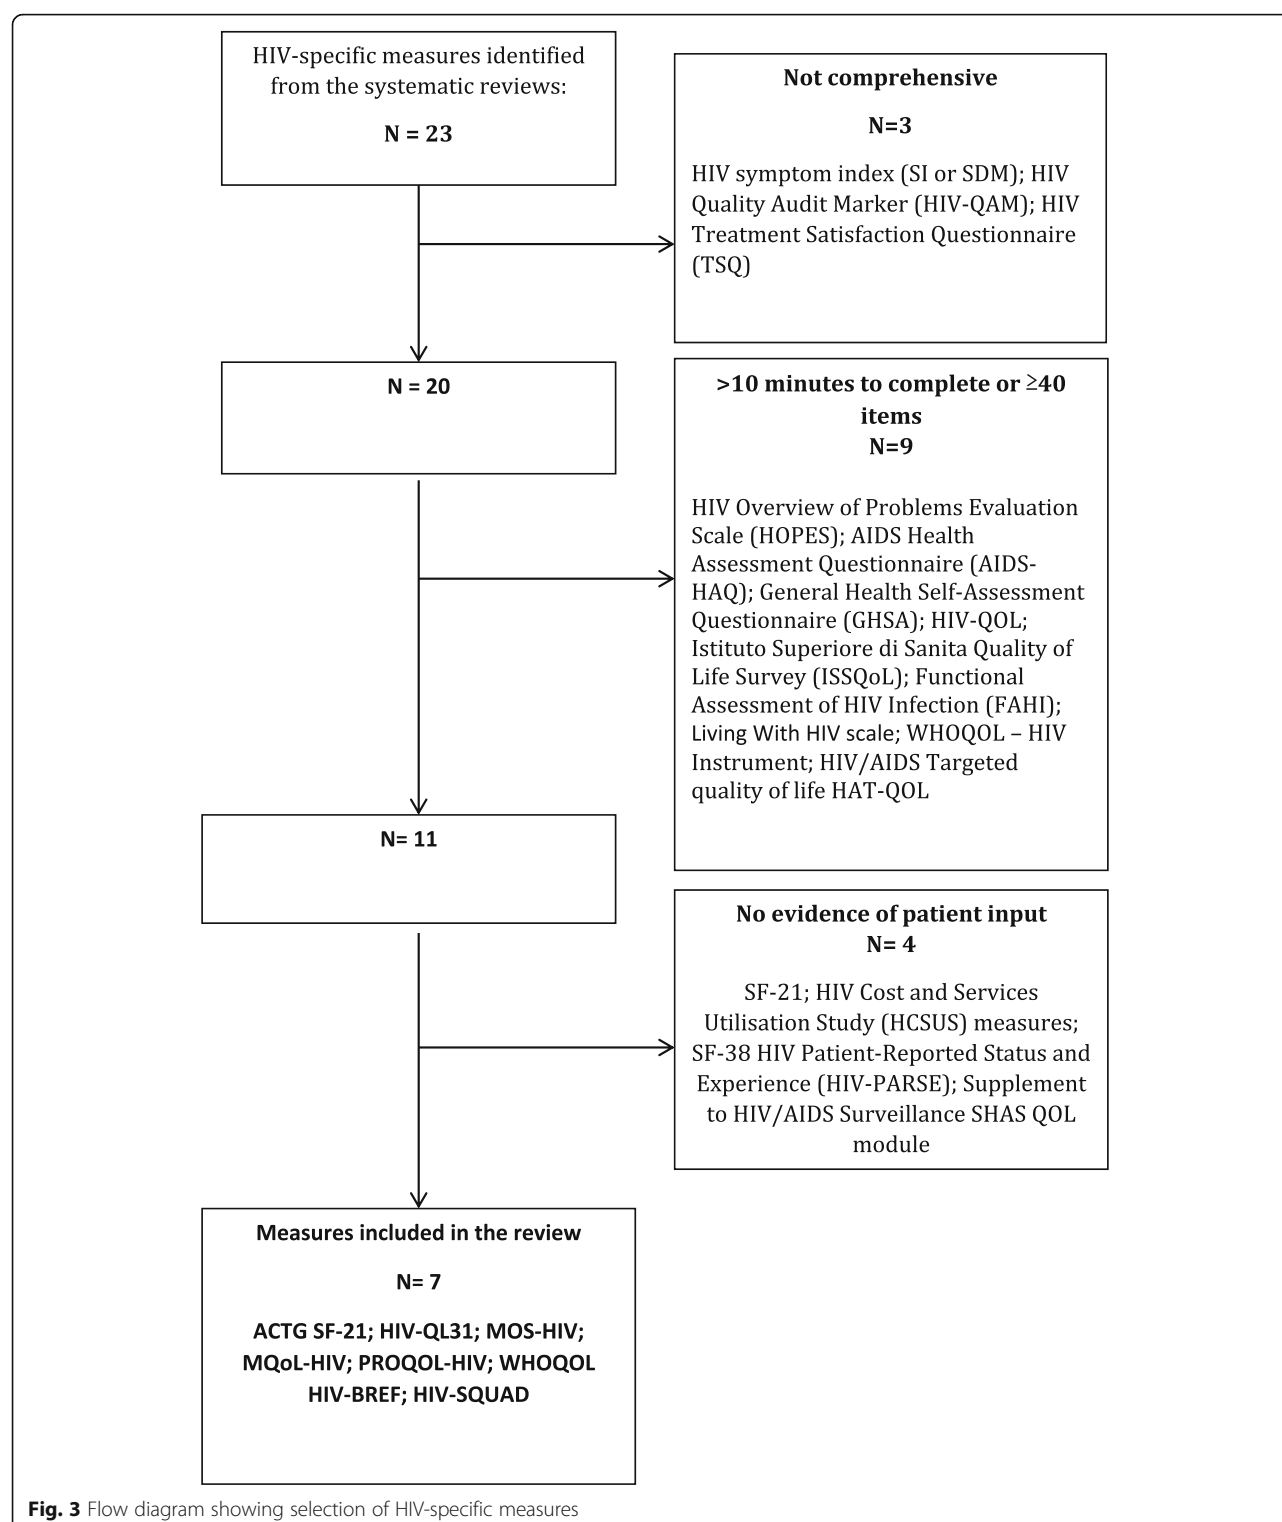 HIV-specific measures identified
from the systematic reviews:
N = 23
Not comprehensive
N=3
HIV symptom index (SI or SDM); HIV
Quality Audit Marker (HIV-QAM); HIV
Treatment Satisfaction Questionnaire
(TSQ)
N = 20
>10 minutes to complete or ≥40
items
N=9
HIV Overview of Problems Evaluation
Scale (HOPES); AIDS Health
Assessment Questionnaire (AIDS-
HAQ); General Health Self-Assessment
Questionnaire (GHSA); HIV-QOL;
Istituto Superiore di Sanita Quality of
Life Survey (ISSQoL); Functional
Assessment of HIV Infection (FAHI);
Living With HIV scale; WHOQOL – HIV
Instrument; HIV/AIDS Targeted
quality of life HAT-QOL
N= 11
No evidence of patient input
N= 4
SF-21; HIV Cost and Services
Utilisation Study (HCSUS) measures;
SF-38 HIV Patient-Reported Status and
Experience (HIV-PARSE); Supplement
to HIV/AIDS Surveillance SHAS QOL
module
Measures included in the review
N= 7
ACTG SF-21; HIV-QL31; MOS-HIV;
MQoL-HIV; PROQOL-HIV; WHOQOL
HIV-BREF; HIV-SQUAD
Fig. 3 Flow diagram showing selection of HIV-specific measures